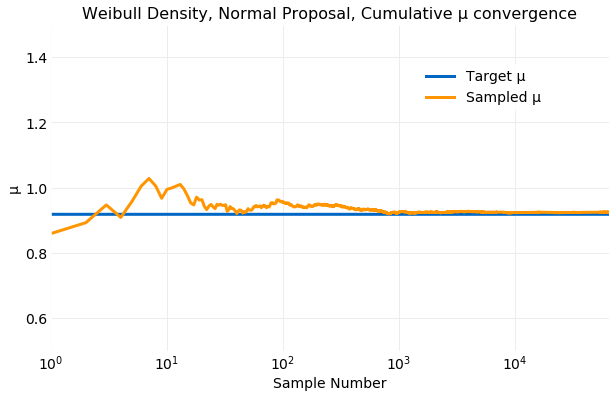 Weibull Density, Normal Proposal, Cumulative μ convergence
1.4
1.2
1.0
0.8
0.6
μ
Target μ
Sampled μ
10⁰
10¹
10²
10³
10⁴
Sample Number